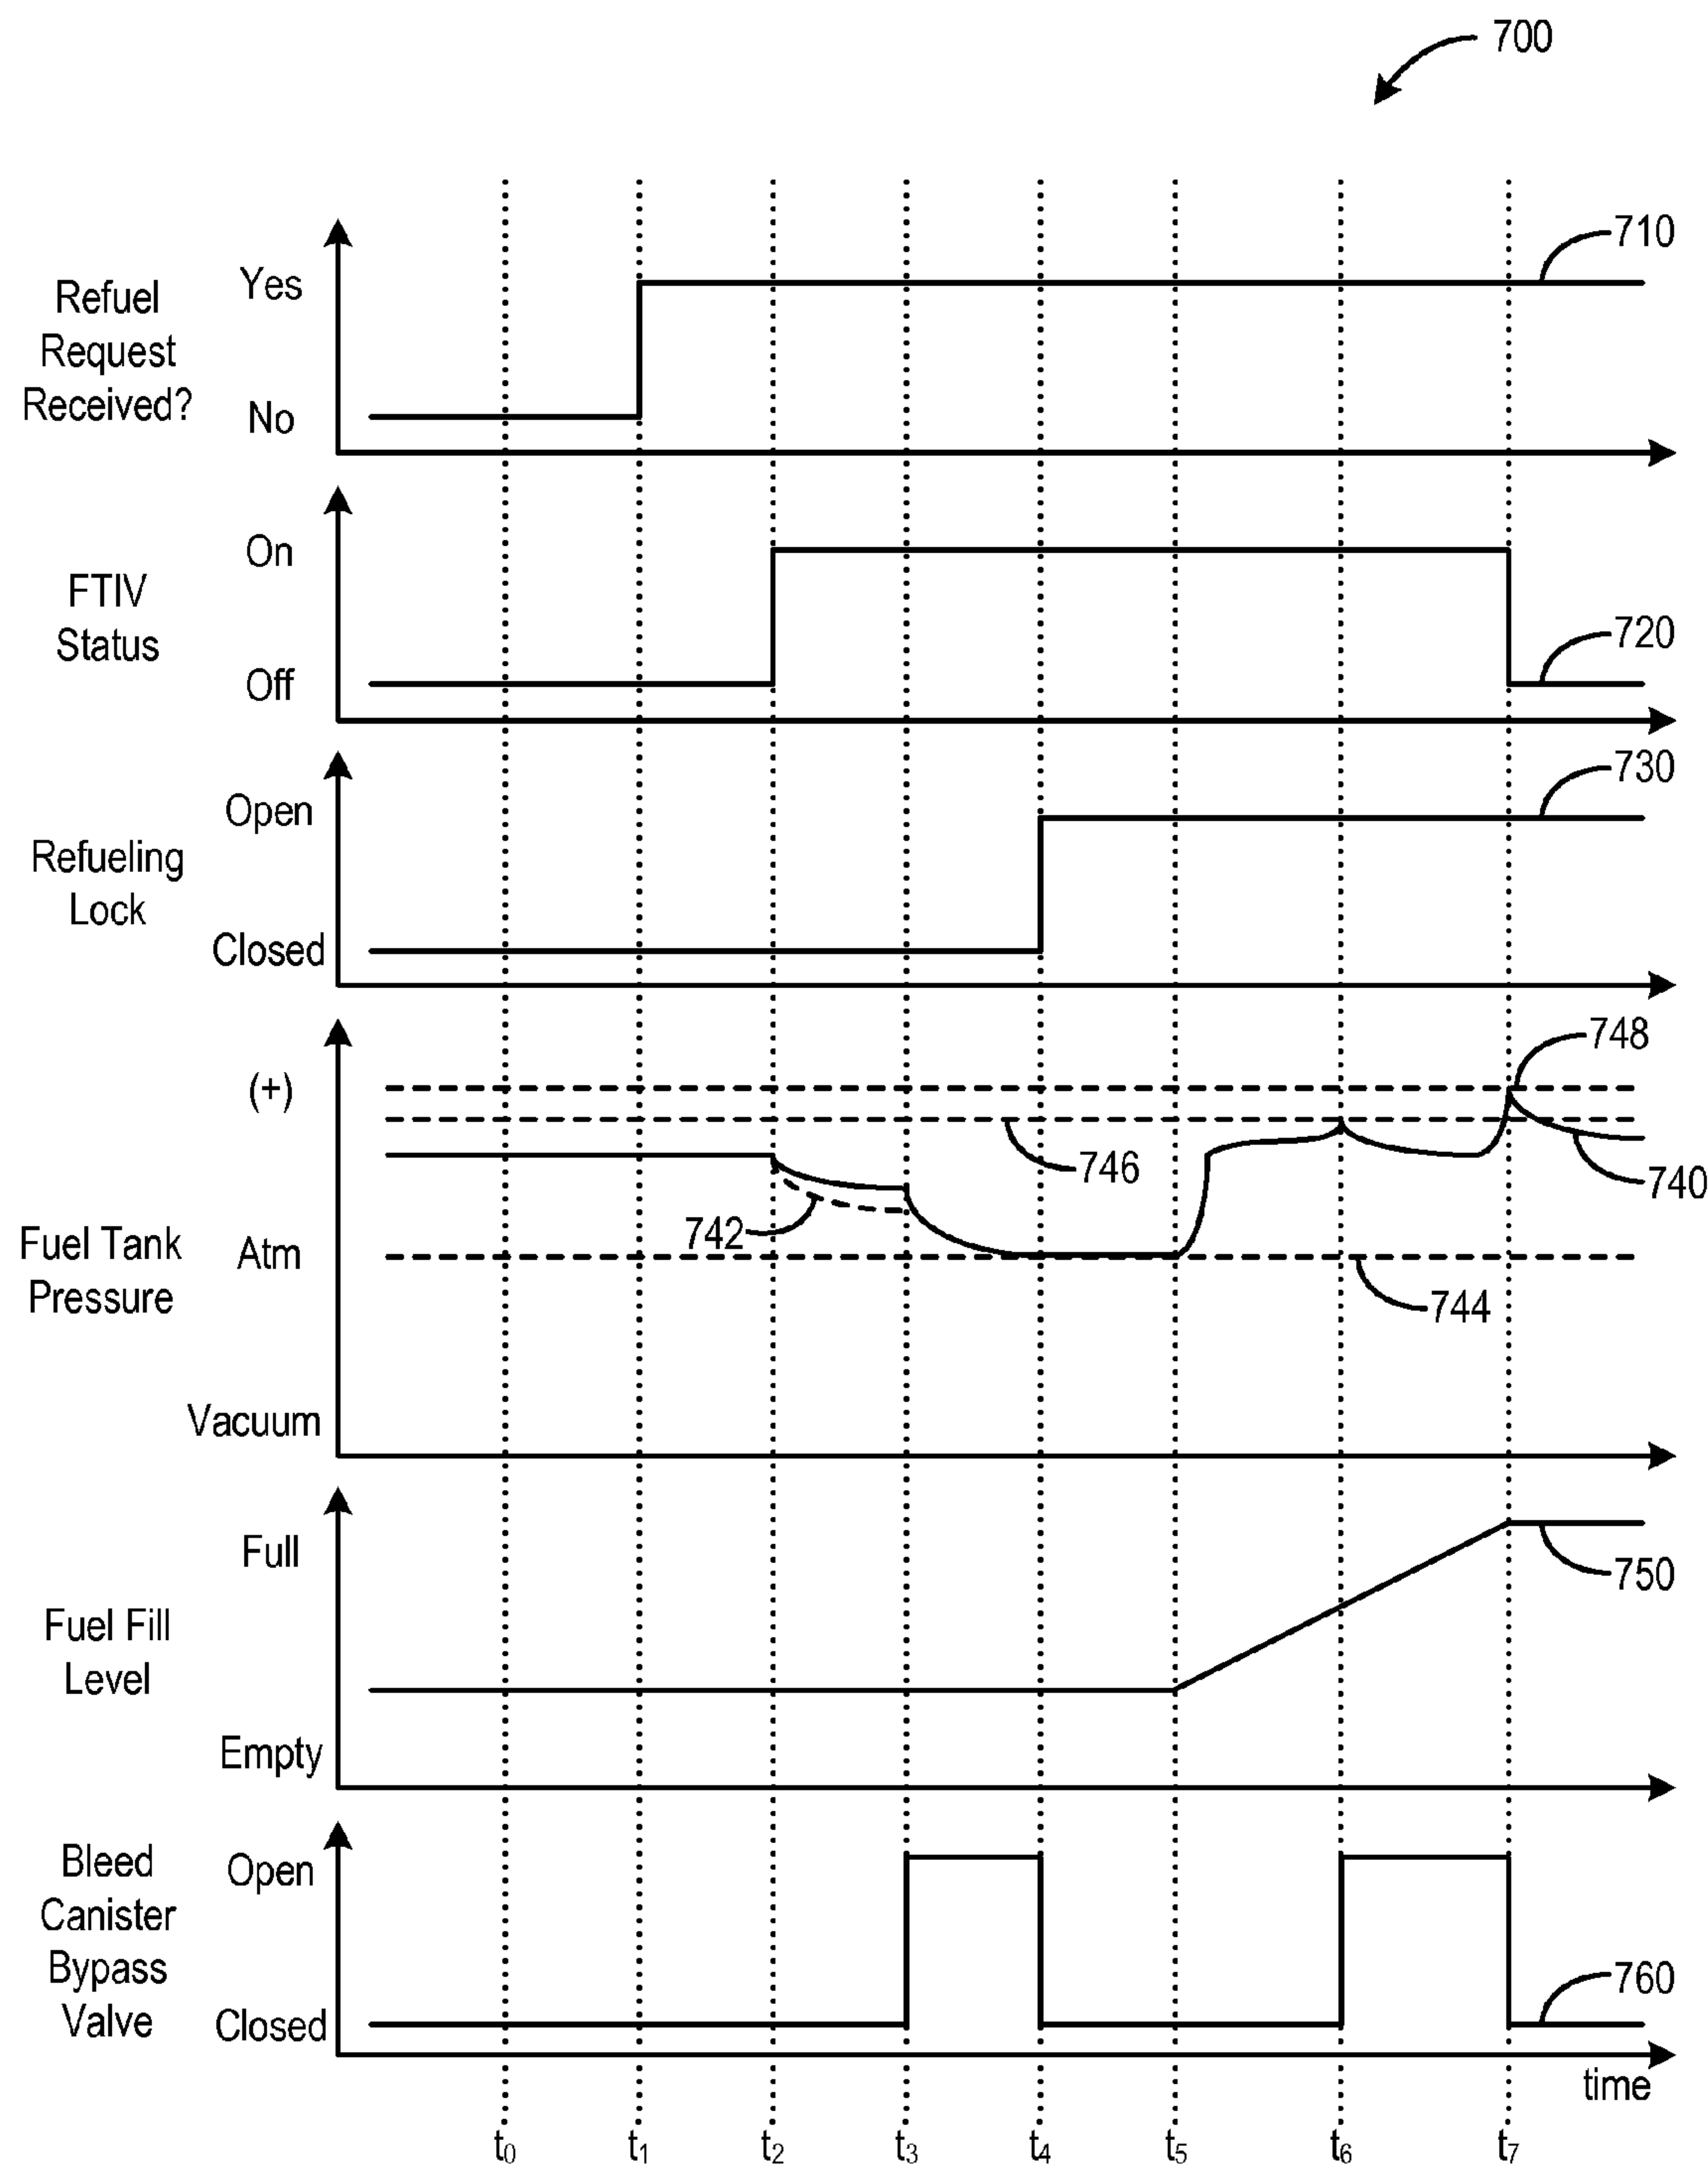 700
710
Yes
Refuel
Request
Received?
No
On
FTIV
Status
720
Off
730
Open
Refueling
Lock
Closed
748
(+)
746
740
742
Fuel Tank
Pressure
Atm
744
Vacuum
Full
750
Fuel Fill
Level
Empty
Bleed
Canister
Bypass
Valve
Open
760
Closed
time
t0 t1 t2 t3 t4 t5 t6 t7